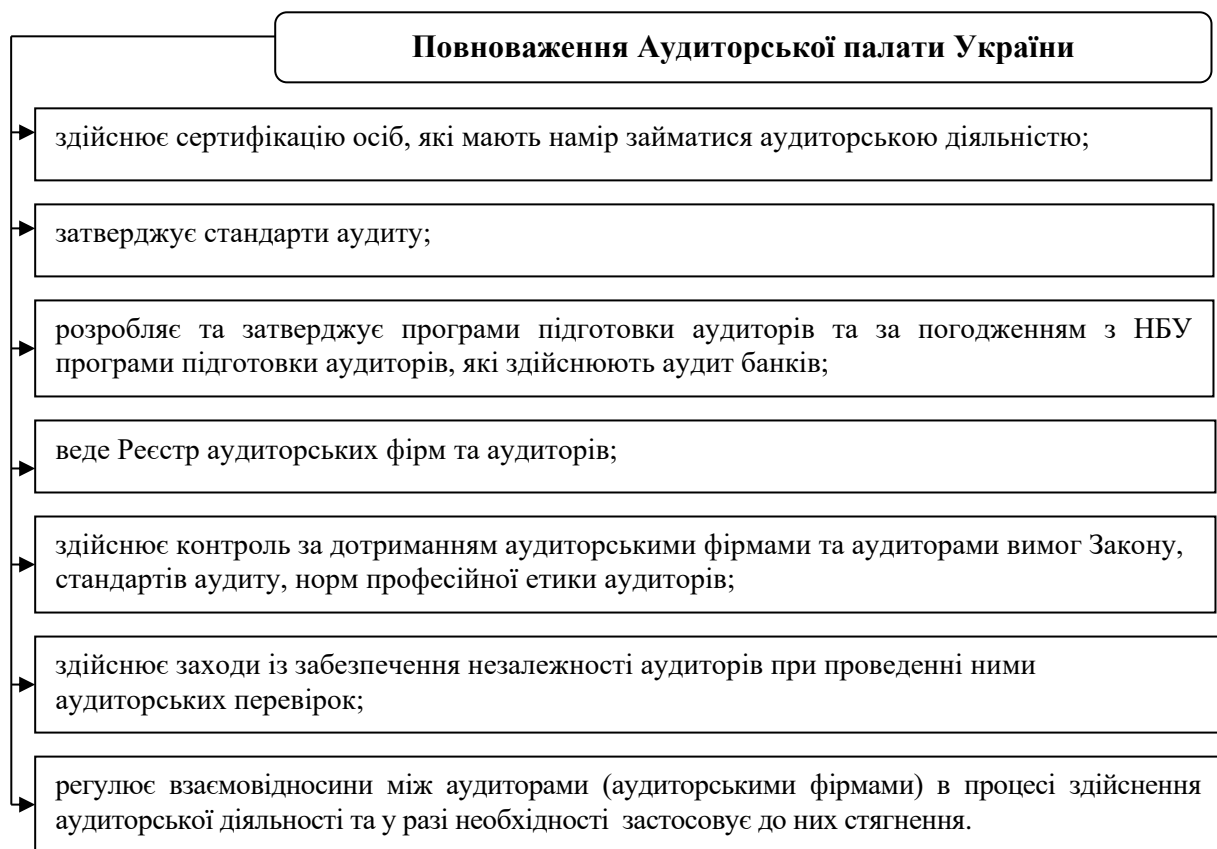 Повноваження Аудиторської палати України
здійснює сертифікацію осіб, які мають намір займатися аудиторською діяльністю;
затверджує стандарти аудиту;
розробляє та затверджує програми підготовки аудиторів та за погодженням з НБУ
програми підготовки аудиторів, які здійснюють аудит банків;
веде Реєстр аудиторських фірм та аудиторів;
здійснює контроль за дотриманням аудиторськими фірмами та аудиторами вимог Закону,
стандартів аудиту, норм професійної етики аудиторів;
здійснює заходи із забезпечення незалежності аудиторів при проведенні ними
аудиторських перевірок;
регулює взаємовідносини між аудиторами (аудиторськими фірмами) в процесі здійснення
аудиторської діяльності та у разі необхідності застосовує до них стягнення.